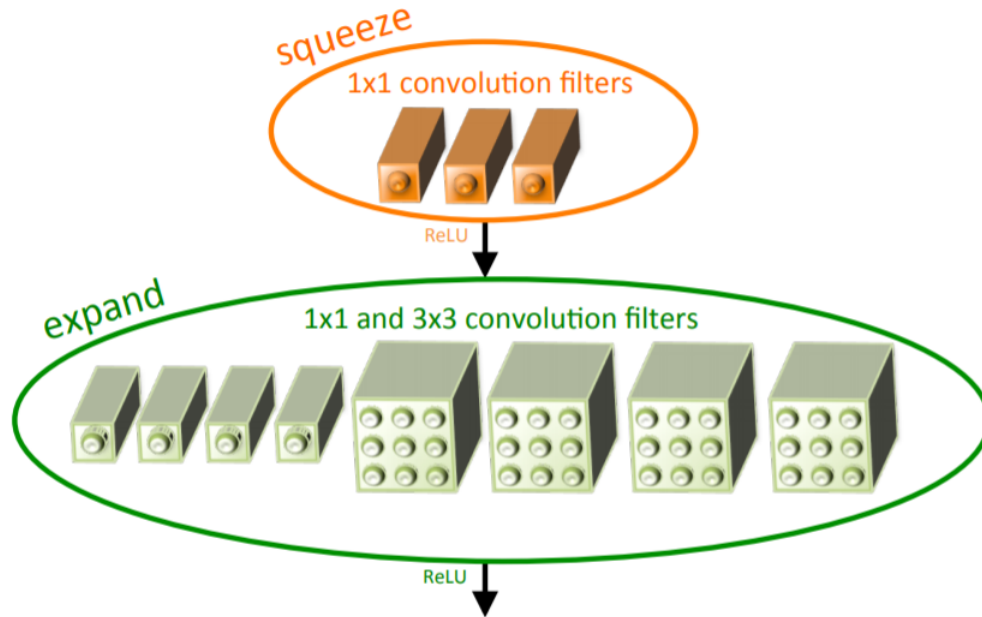 squeeze
1x1 convolution filters
ReLU
expand
1x1 and 3x3 convolution filters
ReLU